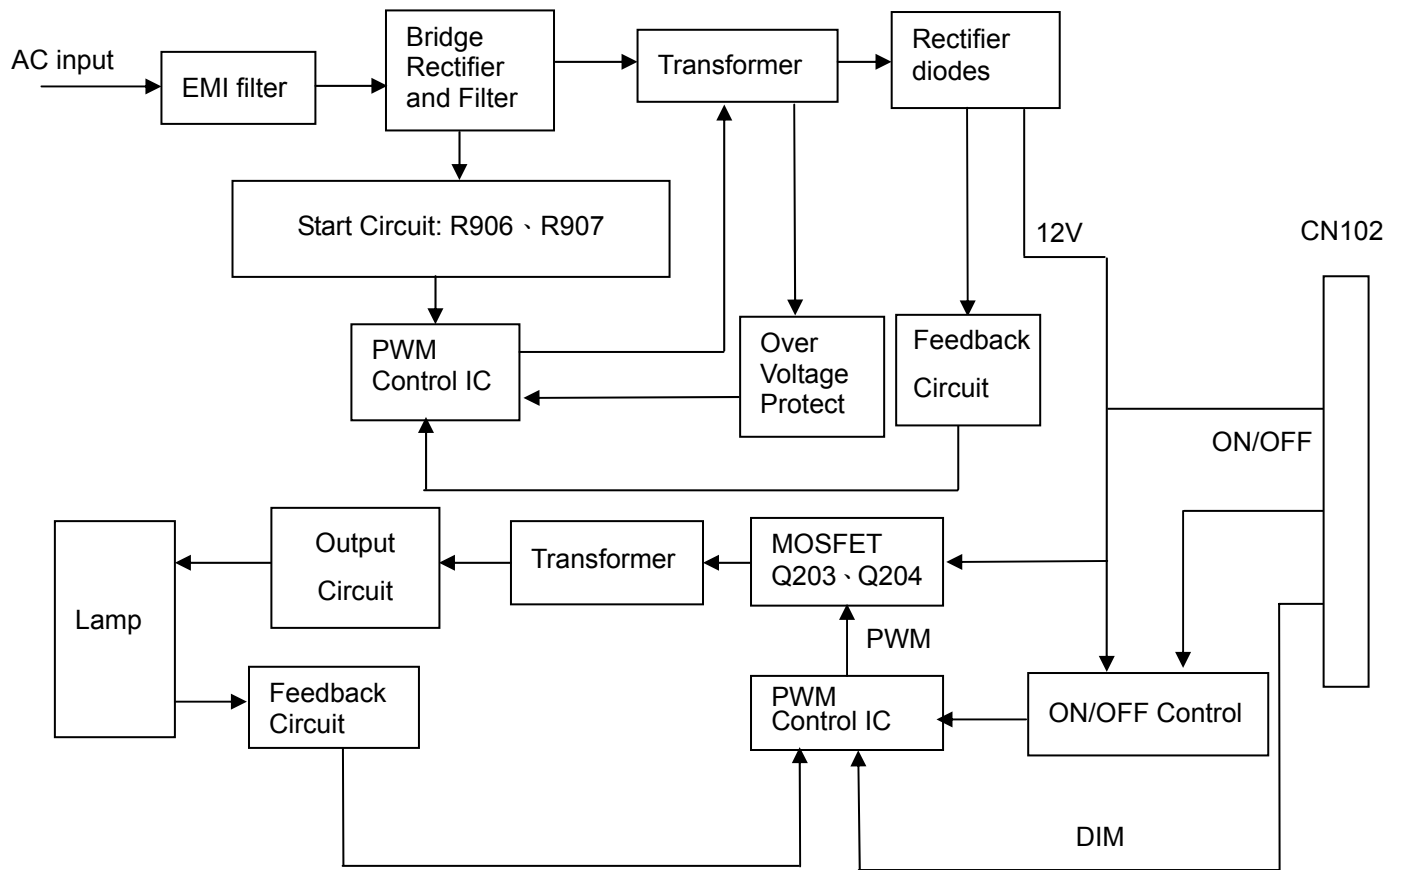 AC input
EMI filter
Bridge
Rectifier
and Filter
Transformer
Rectifier
diodes
Start Circuit: R906、R907
12V
CN102
PWM
Control IC
Over
Voltage
Protect
Feedback
Circuit
ON/OFF
Lamp
Output
Circuit
Transformer
MOSFET
Q203、Q204
PWM
Feedback
Circuit
PWM
Control IC
ON/OFF Control
DIM